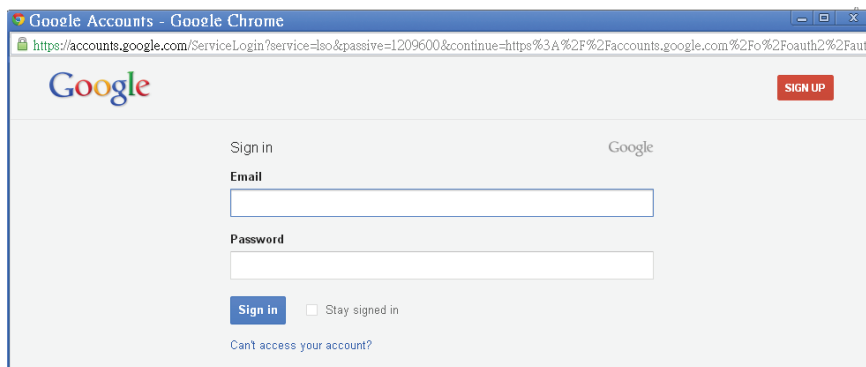 Google Accounts - Google Chrome
https://accounts.google.com/ServiceLogin?service=lso&passive=1209600&continue=https%3A%2F%2Faccounts.google.com%2Fo%2Foauth2%2Faut
Google
SIGN UP
Sign in
Google
Email
Password
Sign in
Stay signed in
Can't access your account?